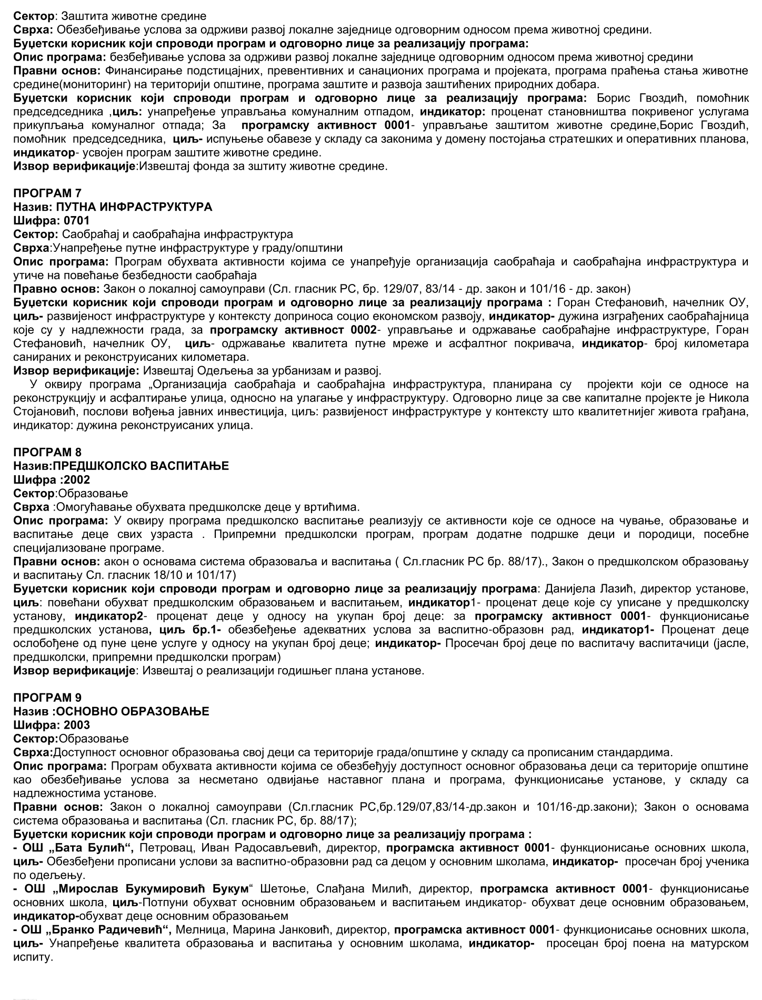 Сектор: Заштита животне средине
Сврха: Обезбеђивање услова за одрживи развој локалне заједнице одговорним односом према животној средини.
Буџетски корисник који спроводи програм и одговорно лице за реализацију програма:
Опис програма: безбеђивање услова за одрживи развој локалне заједнице одговорним односом према животној средини
Правни основ: Финансирање подстицајних, превентивних и санационих програма и пројеката, програма праћења стања животне
средине(мониторинг) на територији општине, програма заштите и развоја заштићених природних добара.
Буџетски корисник који спроводи програм и одговорно лице за реализацију програма: Борис Гвоздић, помоћник
председседника ,циљ: унапређење управљања комуналним отпадом, индикатор: проценат становништва покривеног услугама
прикупљања комуналног отпада; За програмску активност 0001- управљање заштитом животне средине,Борис Гвоздић,
помоћник председседника, циљ- испуњење обавезе у складу са законима у домену постојања стратешких и оперативних планова,
индикатор- усвојен програм заштите животне средине.
Извор верификације:Извештај фонда за зштиту животне средине.
ПРОГРАМ 7
Назив: ПУТНА ИНФРАСТРУКТУРА
Шифра: 0701
Сектор: Саобраћај и саобраћајна инфраструктура
Сврха:Унапређење путне инфраструктуре у граду/општини
Опис програма: Програм обухвата активности којима се унапређује организација саобраћаја и саобраћајна инфраструктура и
утиче на повећање безбедности саобраћаја
Правно основ: Закон о локалној самоуправи (Сл. гласник РС, бр. 129/07, 83/14 - др. закон и 101/16 - др. закон)
Буџетски корисник који спроводи програм и одговорно лице за реализацију програма : Горан Стефановић, начелник ОУ,
циљ- развијеност инфраструктуре у контексту доприноса социо економском развоју, индикатор- дужина изграђених саобраћајница
које су у надлежности града, за програмску активност 0002- управљање и одржавање саобраћајне инфраструктуре, Горан
Стефановић, начелник ОУ, циљ- одржавање квалитета путне мреже и асфалтног покривача, индикатор- број километара
санираних и реконструисаних километара.
Извор верификације: Извештај Одељења за урбанизам и развој.
У оквиру програма „Организација саобраћаја и саобраћајна инфраструктура, планирана су пројекти који се односе на
реконструкцију и асфалтирање улица, односно на улагање у инфраструктуру. Одговорно лице за све капиталне пројекте је Никола
Стојановић, послови вођења јавних инвестиција, циљ: развијеност инфраструктуре у контексту што квалитетнијег живота грађана,
индикатор: дужина реконструисаних улица.
ПРОГРАМ 8
Назив:ПРЕДШКОЛСКО ВАСПИТАЊЕ
Шифра :2002
Сектор:Образовање
Сврха :Омогућавање обухвата предшколске деце у вртићима.
Опис програма: У оквиру програма предшколско васпитање реализују се активности које се односе на чување, образовање и
васпитање деце свих узраста . Припремни предшколски програм, програм додатне подршке деци и породици, посебне
специјализоване програме.
Правни основ: акон о основама система образоваља и васпитања ( Сл.гласник РС бр. 88/17)., Закон о предшколском образовању
и васпитању Сл. гласник 18/10 и 101/17)
Буџетски корисник који спроводи програм и одговорно лице за реализацију програма: Данијела Лазић, директор установе,
циљ: повећани обухват предшколским образовањем и васпитањем, индикатор1- проценат деце које су уписане у предшколску
установу, индикатор2- проценат деце у односу на укупан број деце: за програмску активност 0001- функционисање
предшколских установа, циљ бр.1- обезбеђење адекватних услова за васпитно-образовн рад, индикатор1- Проценат деце
ослобођене од пуне цене услуге у односу на укупан број деце; индикатор- Просечан број деце по васпитачу васпитачици (јасле,
предшколски, припремни предшколски програм)
Извор верификације: Извештај о реализацији годишњег плана установе.
ПРОГРАМ 9
Назив :ОСНОВНО ОБРАЗОВАЊЕ
Шифра: 2003
Сектор:Образовање
Сврха:Доступност основног образовања свој деци са територије града/општине у складу са прописаним стандардима.
Опис програма: Програм обухвата активности којима се обезбеђују доступност основног образовања деци са територије општине
као обезбеђивање услова за несметано одвијање наставног плана и програма, функционисање установе, у складу са
надлежностима установе.
Правни основ: Закон о локалној самоуправи (Сл.гласник РС,бр.129/07,83/14-др.закон и 101/16-др.закони); Закон о основама
система образовања и васпитања (Сл. гласник РС, бр. 88/17);
Буџетски корисник који спроводи програм и одговорно лице за реализацију програма :
- ОШ „Бата Булић“, Петровац, Иван Радосављевић, директор, програмска активност 0001- функционисање основних школа,
циљ- Обезбеђени прописани услови за васпитно-образовни рад са децом у основним школама, индикатор- просечан број ученика
по одељењу.
- ОШ „Мирослав Букумировић Букум“ Шетоње, Слађана Милић, директор, програмска активност 0001- функционисање
основних школа, циљ-Потпуни обухват основним образовањем и васпитањем индикатор- обухват деце основним образовањем,
индикатор-обухват деце основним образовањем
- ОШ „Бранко Радичевић“, Мелница, Марина Јанковић, директор, програмска активност 0001- функционисање основних школа,
циљ- Унапређење квалитета образовања и васпитања у основним школама, индикатор- просецан број поена на матурском
испиту.